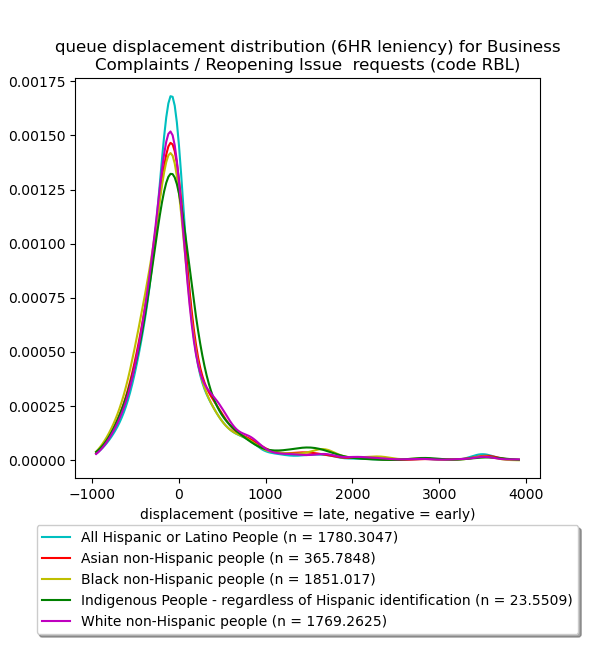 queue displacement distribution (6HR leniency) for Business
Complaints / Reopening Issue  requests (code RBL)
0.00175
0.00150
0.00125
0.00100
0.00075
0.00050
0.00025
0.00000
−1000 0 1000 2000 3000 4000
displacement (positive = late, negative = early)
All Hispanic or Latino People (n = 1780.3047)
Asian non-Hispanic people (n = 365.7848)
Black non-Hispanic people (n = 1851.017)
Indigenous People - regardless of Hispanic identification (n = 23.5509)
White non-Hispanic people (n = 1769.2625)